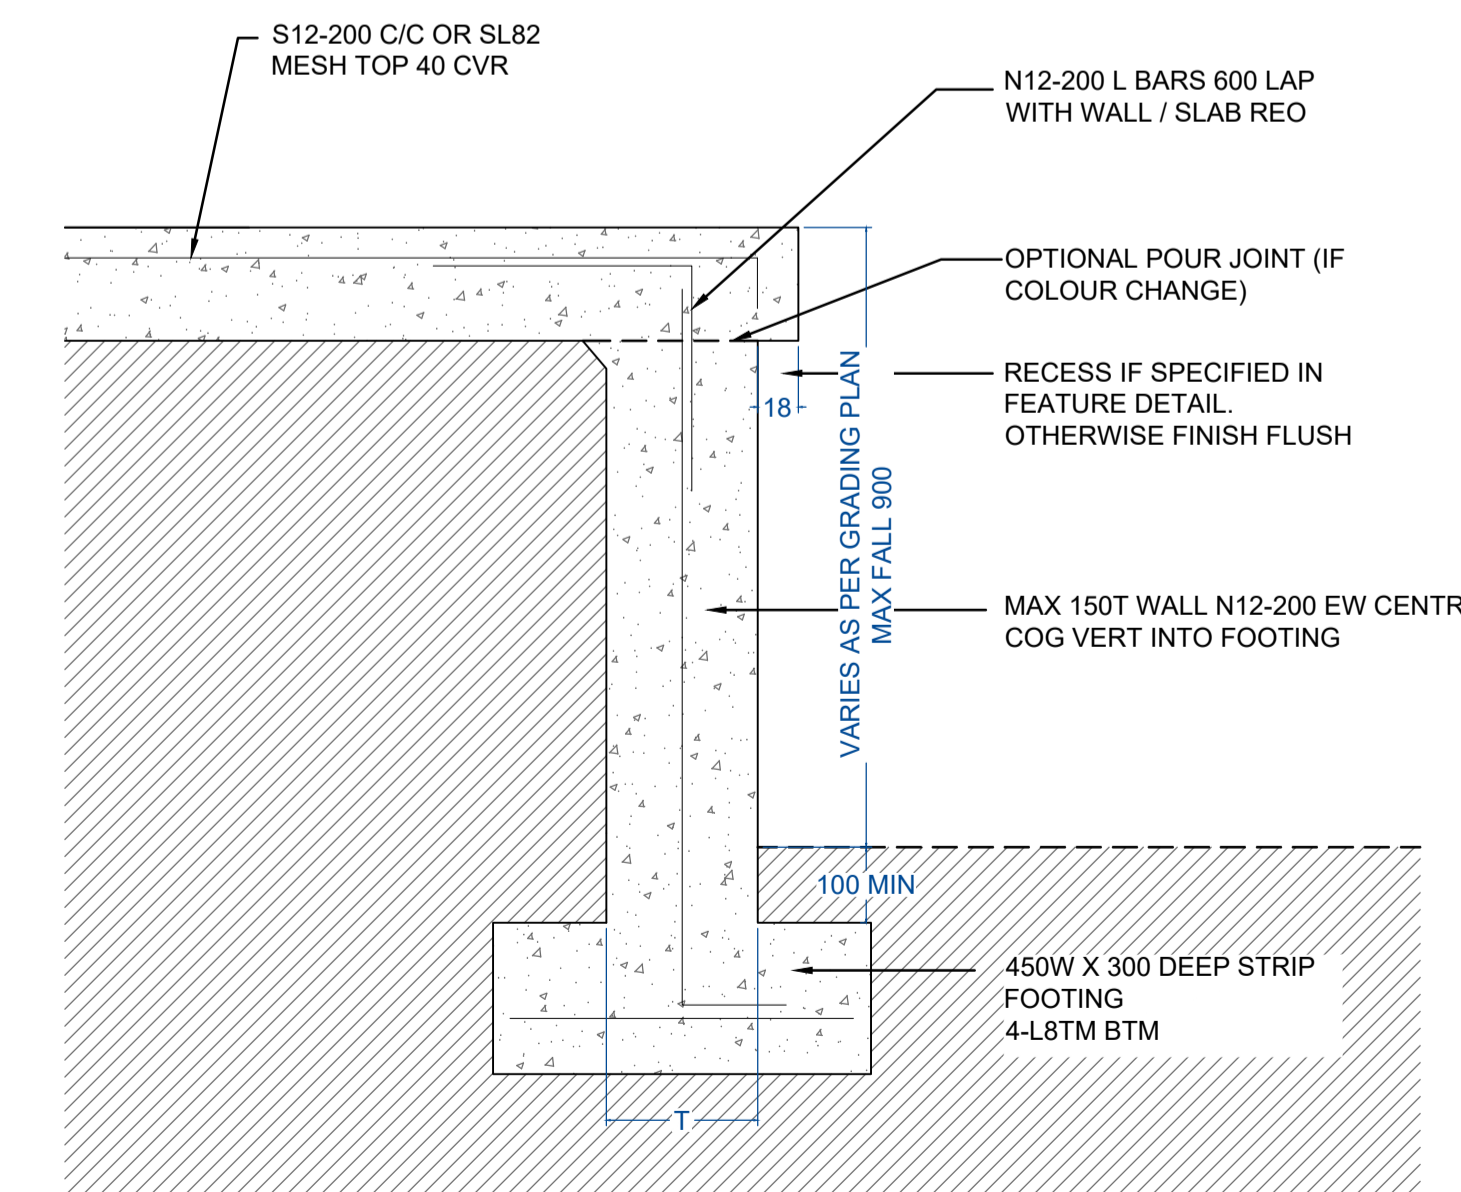 S12-200 C/C OR SL82
MESH TOP 40 CVR
N12-200 L BARS 600 LAP
WITH WALL / SLAB REO
OPTIONAL POUR JOINT (IF
COLOUR CHANGE)
RECESS IF SPECIFIED IN
FEATURE DETAIL.
OTHERWISE FINISH FLUSH
18
VARIES AS PER GRADING PLAN
MAX FALL 900
MAX 150T WALL N12-200 EW CENTR
COG VERT INTO FOOTING
100 MIN
450W X 300 DEEP STRIP
FOOTING
4-L8TM BTM
T